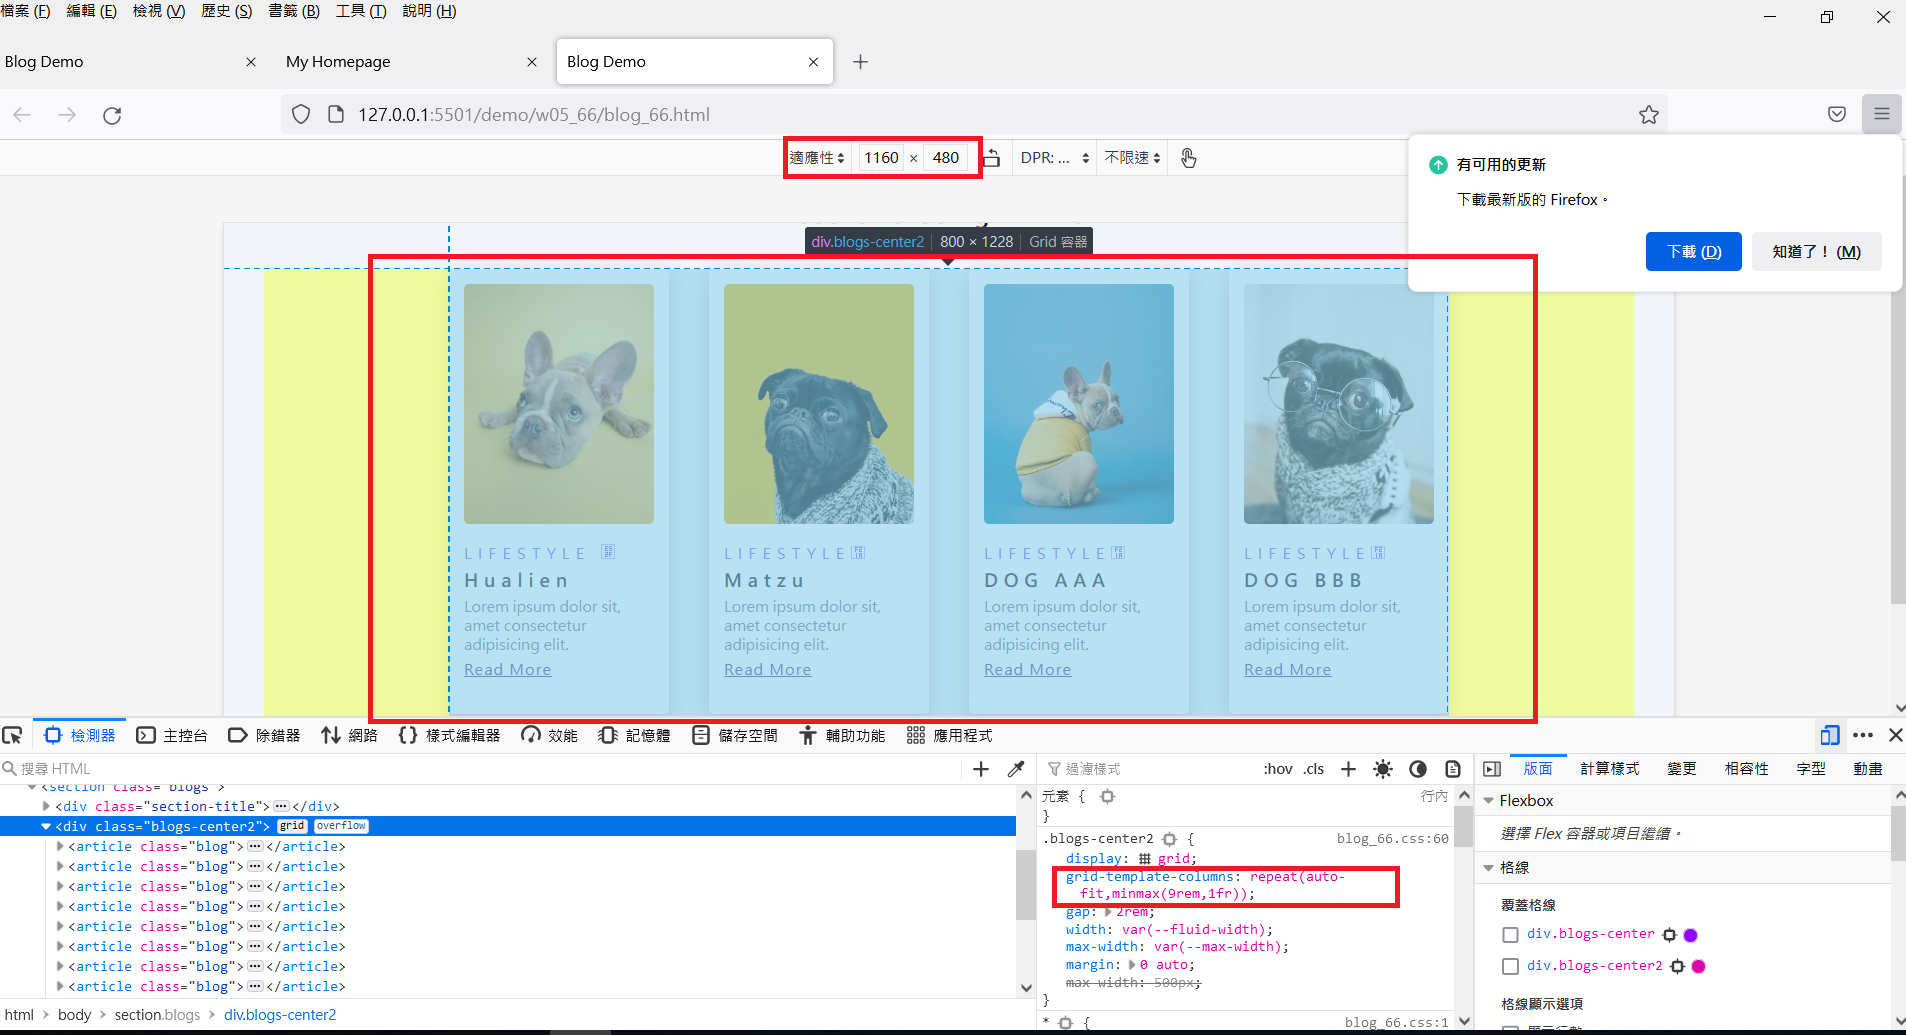 檔案 (F) 編輯 (E) 檢視 (V) 歷史 (S) 書籤 (B) 工具 (T) 說明 (H)
Blog Demo My Homepage Blog Demo
127.0.0.1:5501/demo/w05_66/blog_66.html
適應性 1160 × 480 DPR: ... 不限速
有可用的更新
下載最新版的 Firefox。
下載 (D) 知道了！ (M)
div.blogs-center2 800 × 1228 Grid 容器
LIFESTYLE LIFESTYLE LIFESTYLE LIFESTYLE
Hualien Matzu DOG AAA DOG BBB
Lorem ipsum dolor sit, Lorem ipsum dolor sit, Lorem ipsum dolor sit, Lorem ipsum dolor sit,
amet consectetur amet consectetur amet consectetur amet consectetur
adipisicing elit. adipisicing elit. adipisicing elit. adipisicing elit.
Read More Read More Read More Read More
檢測器 主控台 除錯器 網路 樣式編輯器 效能 記憶體 儲存空間 輔助功能 應用程式
搜尋 HTML
<section class="blogs">
<div class="section-title"></div>
<div class="blogs-center2"> grid overflow
<article class="blog"></article>
<article class="blog"></article>
<article class="blog"></article>
<article class="blog"></article>
<article class="blog"></article>
<article class="blog"></article>
<article class="blog"></article>
<article class="blog"></article>
html > body > section.blogs > div.blogs-center2
過濾樣式 :hov .cls
元素 { 行內
}
.blogs-center2 { blog_66.css:60
display: grid;
grid-template-columns: repeat(auto-
fit,minmax(9rem,1fr));
gap: 2rem;
width: var(--fluid-width);
max-width: var(--max-width);
margin: 0 auto;
max-width: 500px;
}
* { blog_66.css:1
版面 計算樣式 變更 相容性 字型 動畫
Flexbox
選擇 Flex 容器或項目繼續。
格線
覆蓋格線
div.blogs-center
div.blogs-center2
格線顯示選項